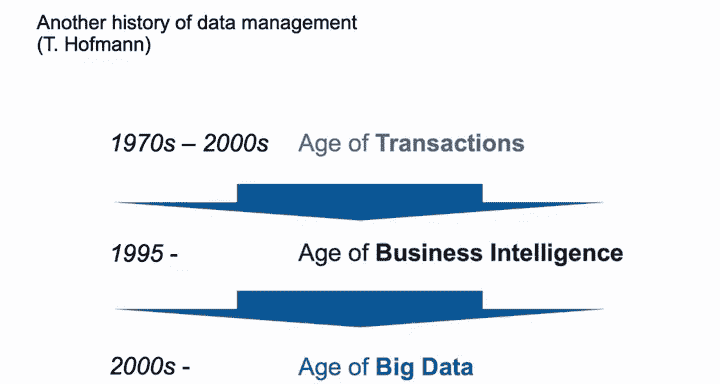 Another history of data management
(T. Hofmann)
1970s – 2000s Age of Transactions
1995 - Age of Business Intelligence
2000s - Age of Big Data